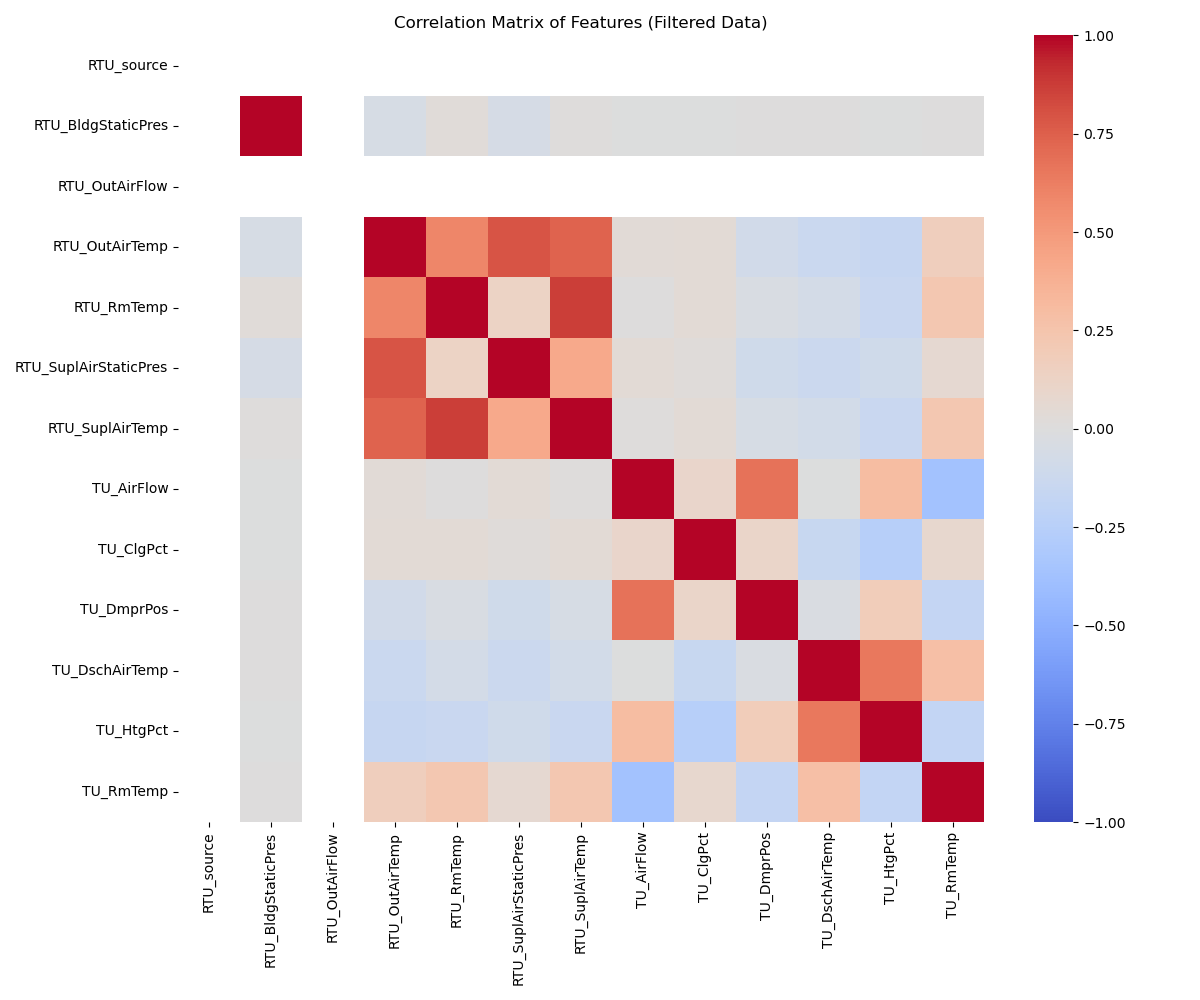 Correlation Matrix of Features (Filtered Data)
RTU_source
RTU_BldgStaticPres
RTU_OutAirFlow
RTU_OutAirTemp
RTU_RmTemp
RTU_SuplAirStaticPres
RTU_SuplAirTemp
TU_AirFlow
TU_ClgPct
TU_DmprPos
TU_DschAirTemp
TU_HtgPct
TU_RmTemp
RTU_source
RTU_BldgStaticPres
RTU_OutAirFlow
RTU_OutAirTemp
RTU_RmTemp
RTU_SuplAirStaticPres
RTU_SuplAirTemp
TU_AirFlow
TU_ClgPct
TU_DmprPos
TU_DschAirTemp
TU_HtgPct
TU_RmTemp
1.00
0.75
0.50
0.25
0.00
−0.25
−0.50
−0.75
−1.00